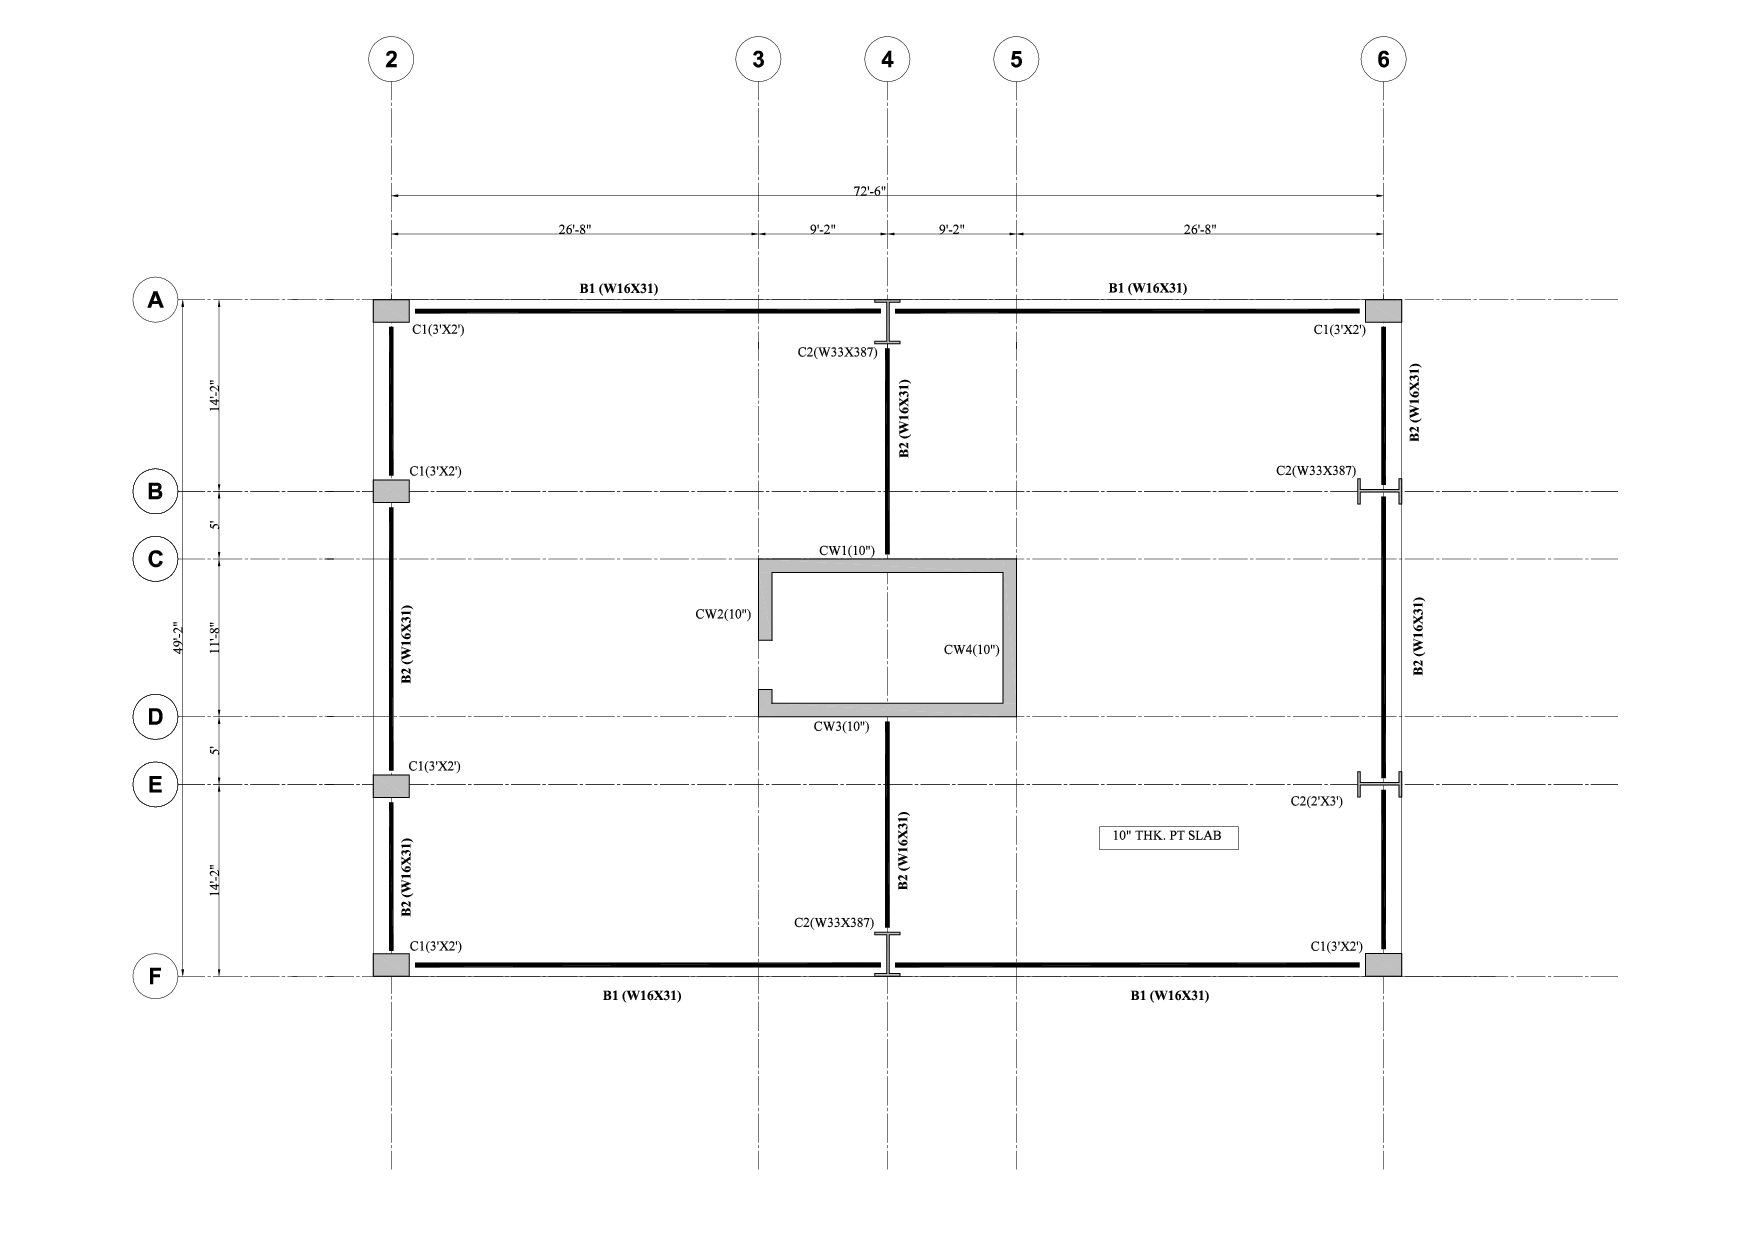 2
3
4
5
6
72'-6"
26'-8"
9'-2"
9'-2"
26'-8"
B1 (W16X31)
B1 (W16X31)
A
C1(3'X2')
C1(3'X2')
C2(W33X387)
14'-2"
B2 (W16X31)
B2 (W16X31)
C1(3'X2')
C2(W33X387)
B
5'
CW1(10")
C
CW2(10")
49'-2"
11'-8"
B2 (W16X31)
CW4(10")
B2 (W16X31)
D
CW3(10")
5'
C1(3'X2')
E
C2(2'X3')
10" THK. PT SLAB
14'-2"
B2 (W16X31)
B2 (W16X31)
C2(W33X387)
C1(3'X2')
C1(3'X2')
F
B1 (W16X31)
B1 (W16X31)